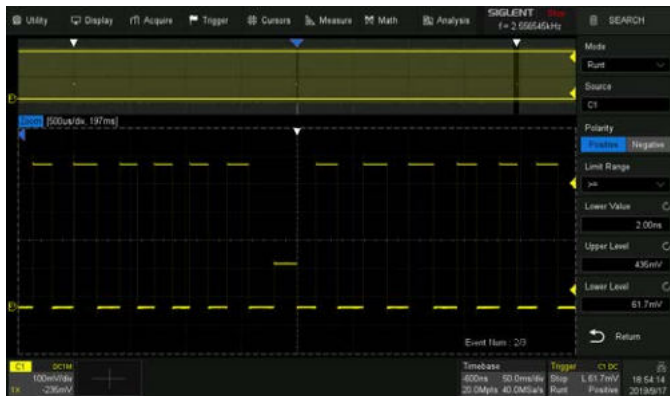 Utility Display Acquire Trigger Cursors Measure Math Analysis
SIGLENT Stop
f = 2.556545kHz
SEARCH
Mode
Runt
Source
C1
Polarity
Positive Negative
Limit Range
>=
Lower Value
2.00ns
Upper Level
435mV
Lower Level
61.7mV
Return
Zoom [500us/div, 197ms]
Event Num : 2/3
C1 DC1M
100mV/div
1X -235mV
Timebase
-600ns 50.0ms/div
20.0Mpts 40.0MSa/s
Trigger C1 DC
Stop L 61.7mV
Runt Positive
18:54:14
2019/9/17